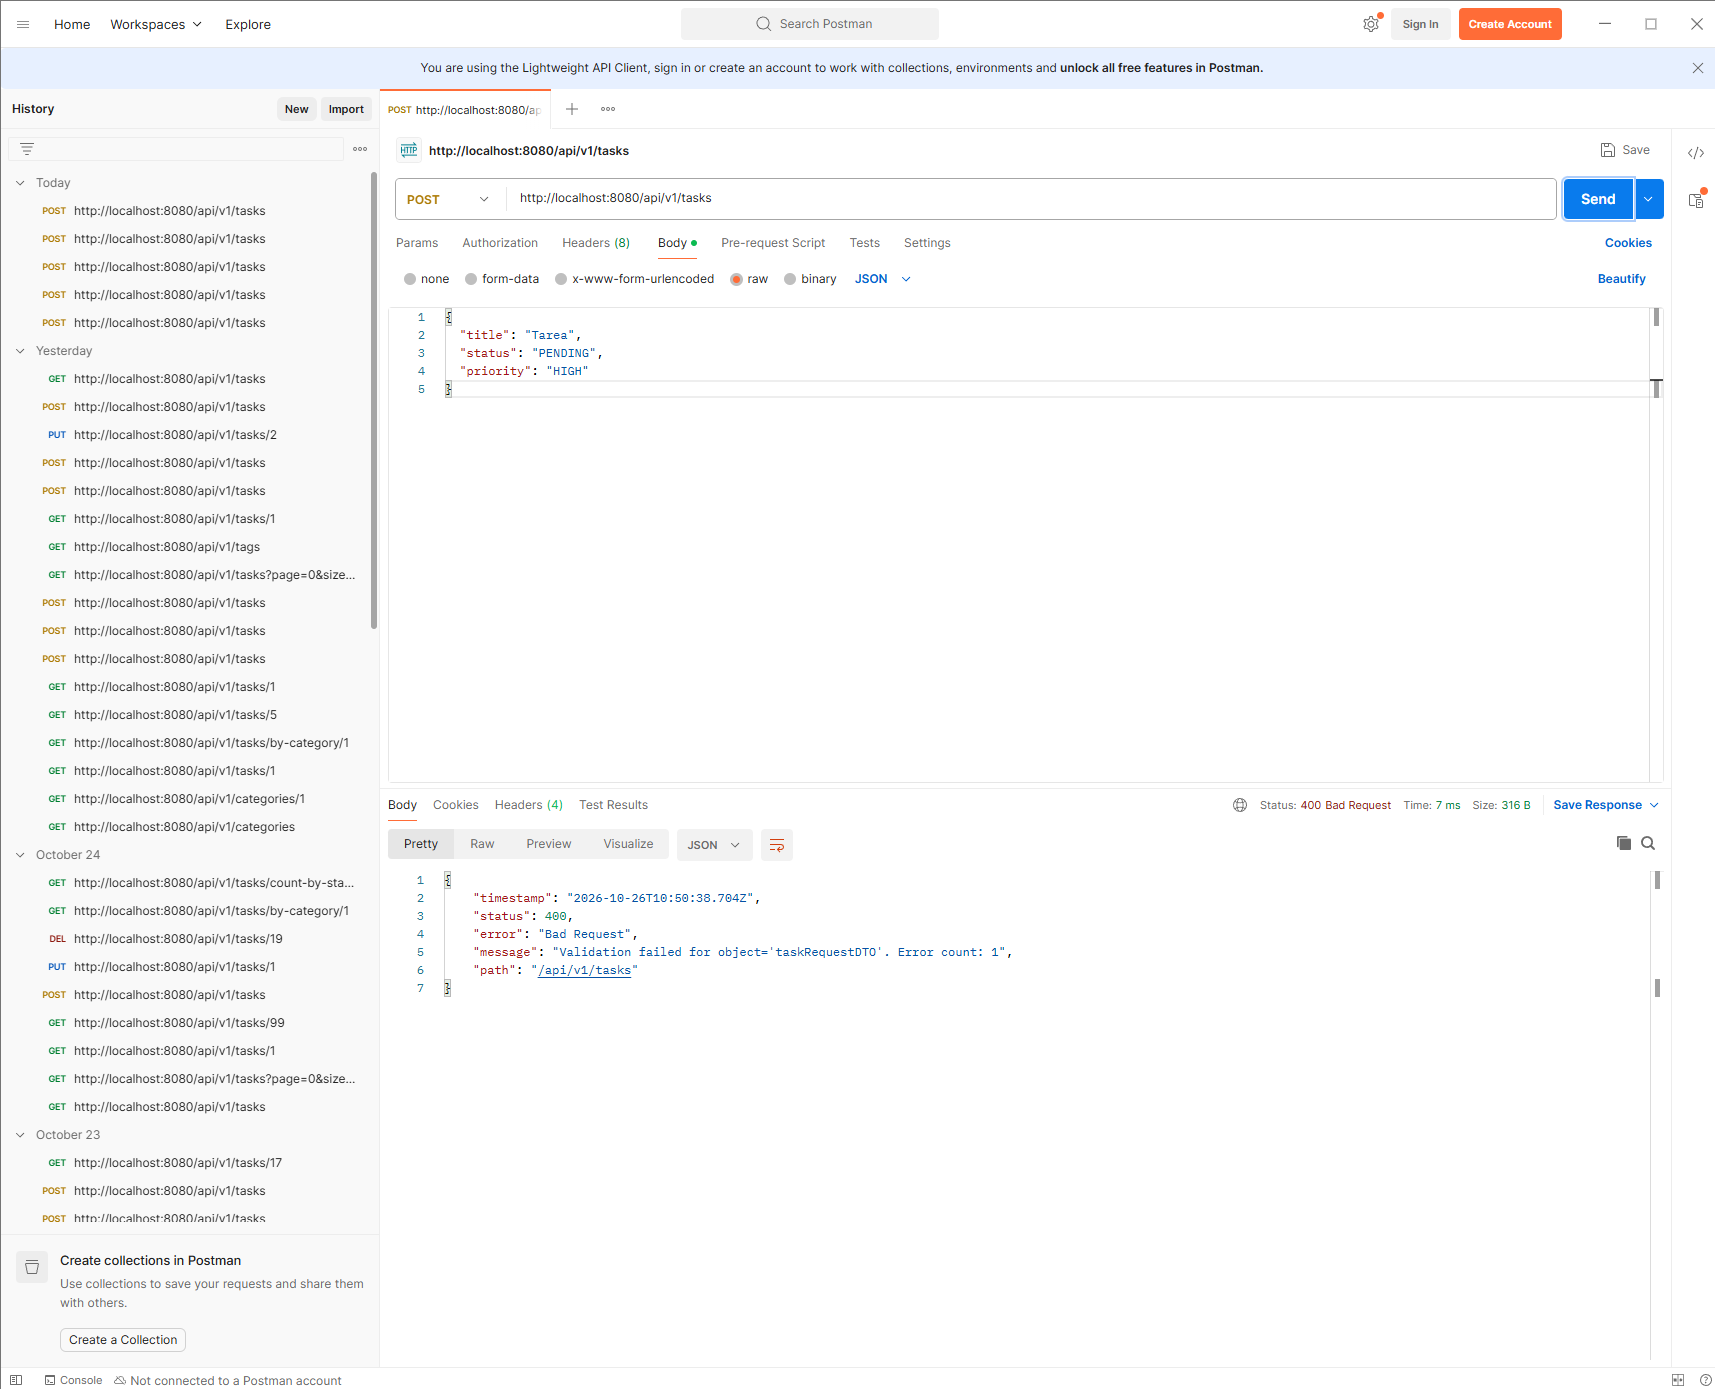 Home Workspaces Explore Search Postman Sign In Create Account
You are using the Lightweight API Client, sign in or create an account to work with collections, environments and unlock all free features in Postman.
History New Import
Today
POST http://localhost:8080/api/v1/tasks
POST http://localhost:8080/api/v1/tasks
POST http://localhost:8080/api/v1/tasks
POST http://localhost:8080/api/v1/tasks
POST http://localhost:8080/api/v1/tasks
Yesterday
GET http://localhost:8080/api/v1/tasks
POST http://localhost:8080/api/v1/tasks
PUT http://localhost:8080/api/v1/tasks/2
POST http://localhost:8080/api/v1/tasks
POST http://localhost:8080/api/v1/tasks
GET http://localhost:8080/api/v1/tasks/1
GET http://localhost:8080/api/v1/tags
GET http://localhost:8080/api/v1/tasks?page=0&size...
POST http://localhost:8080/api/v1/tasks
POST http://localhost:8080/api/v1/tasks
POST http://localhost:8080/api/v1/tasks
GET http://localhost:8080/api/v1/tasks/1
GET http://localhost:8080/api/v1/tasks/5
GET http://localhost:8080/api/v1/tasks/by-category/1
GET http://localhost:8080/api/v1/tasks/1
GET http://localhost:8080/api/v1/categories/1
GET http://localhost:8080/api/v1/categories
October 24
GET http://localhost:8080/api/v1/tasks/count-by-sta...
GET http://localhost:8080/api/v1/tasks/by-category/1
DEL http://localhost:8080/api/v1/tasks/19
PUT http://localhost:8080/api/v1/tasks/1
POST http://localhost:8080/api/v1/tasks
GET http://localhost:8080/api/v1/tasks/99
GET http://localhost:8080/api/v1/tasks/1
GET http://localhost:8080/api/v1/tasks?page=0&size...
GET http://localhost:8080/api/v1/tasks
October 23
GET http://localhost:8080/api/v1/tasks/17
POST http://localhost:8080/api/v1/tasks
POST http://localhost:8080/api/v1/tasks
Create collections in Postman
Use collections to save your requests and share them
with others.
Create a Collection
POST http://localhost:8080/ap
HTTP http://localhost:8080/api/v1/tasks Save
POST http://localhost:8080/api/v1/tasks Send
Params Authorization Headers (8) Body Pre-request Script Tests Settings Cookies
none form-data x-www-form-urlencoded raw binary JSON Beautify
1 {
2 "title": "Tarea",
3 "status": "PENDING",
4 "priority": "HIGH"
5 }
Body Cookies Headers (4) Test Results Status: 400 Bad Request Time: 7 ms Size: 316 B Save Response
Pretty Raw Preview Visualize JSON
1 {
2 "timestamp": "2026-10-26T10:50:38.704Z",
3 "status": 400,
4 "error": "Bad Request",
5 "message": "Validation failed for object='taskRequestDTO'. Error count: 1",
6 "path": "/api/v1/tasks"
7 }
Console Not connected to a Postman account